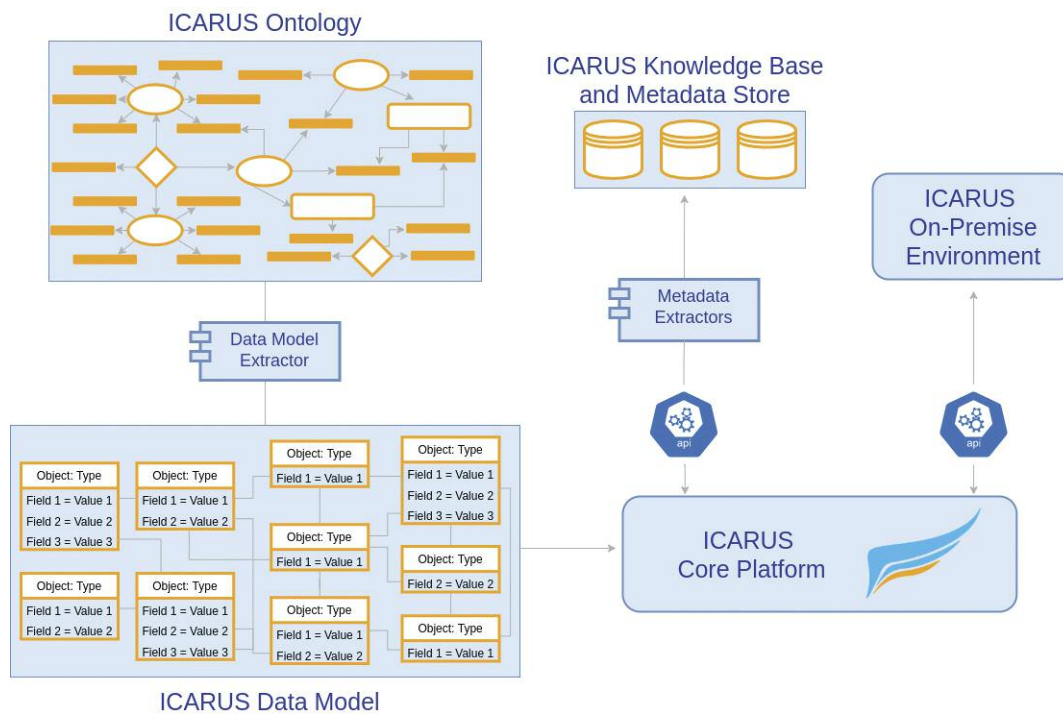 ICARUS Ontology
ICARUS Knowledge Base
and Metadata Store
ICARUS
On-Premise
Environment
Metadata
Extractors
Data Model
Extractor
api
api
Object: Type
Field 1 = Value 1
Field 2 = Value 2
Field 3 = Value 3
Object: Type
Field 1 = Value 1
Field 2 = Value 2
Object: Type
Field 1 = Value 1
Object: Type
Field 1 = Value 1
Field 2 = Value 2
Field 3 = Value 3
Object: Type
Field 1 = Value 1
Object: Type
Field 2 = Value 2
Object: Type
Field 1 = Value 1
Field 2 = Value 2
Object: Type
Field 1 = Value 1
Field 2 = Value 2
Field 3 = Value 3
Object: Type
Field 1 = Value 1
Field 2 = Value 2
Object: Type
Field 1 = Value 1
ICARUS
Core Platform
ICARUS Data Model